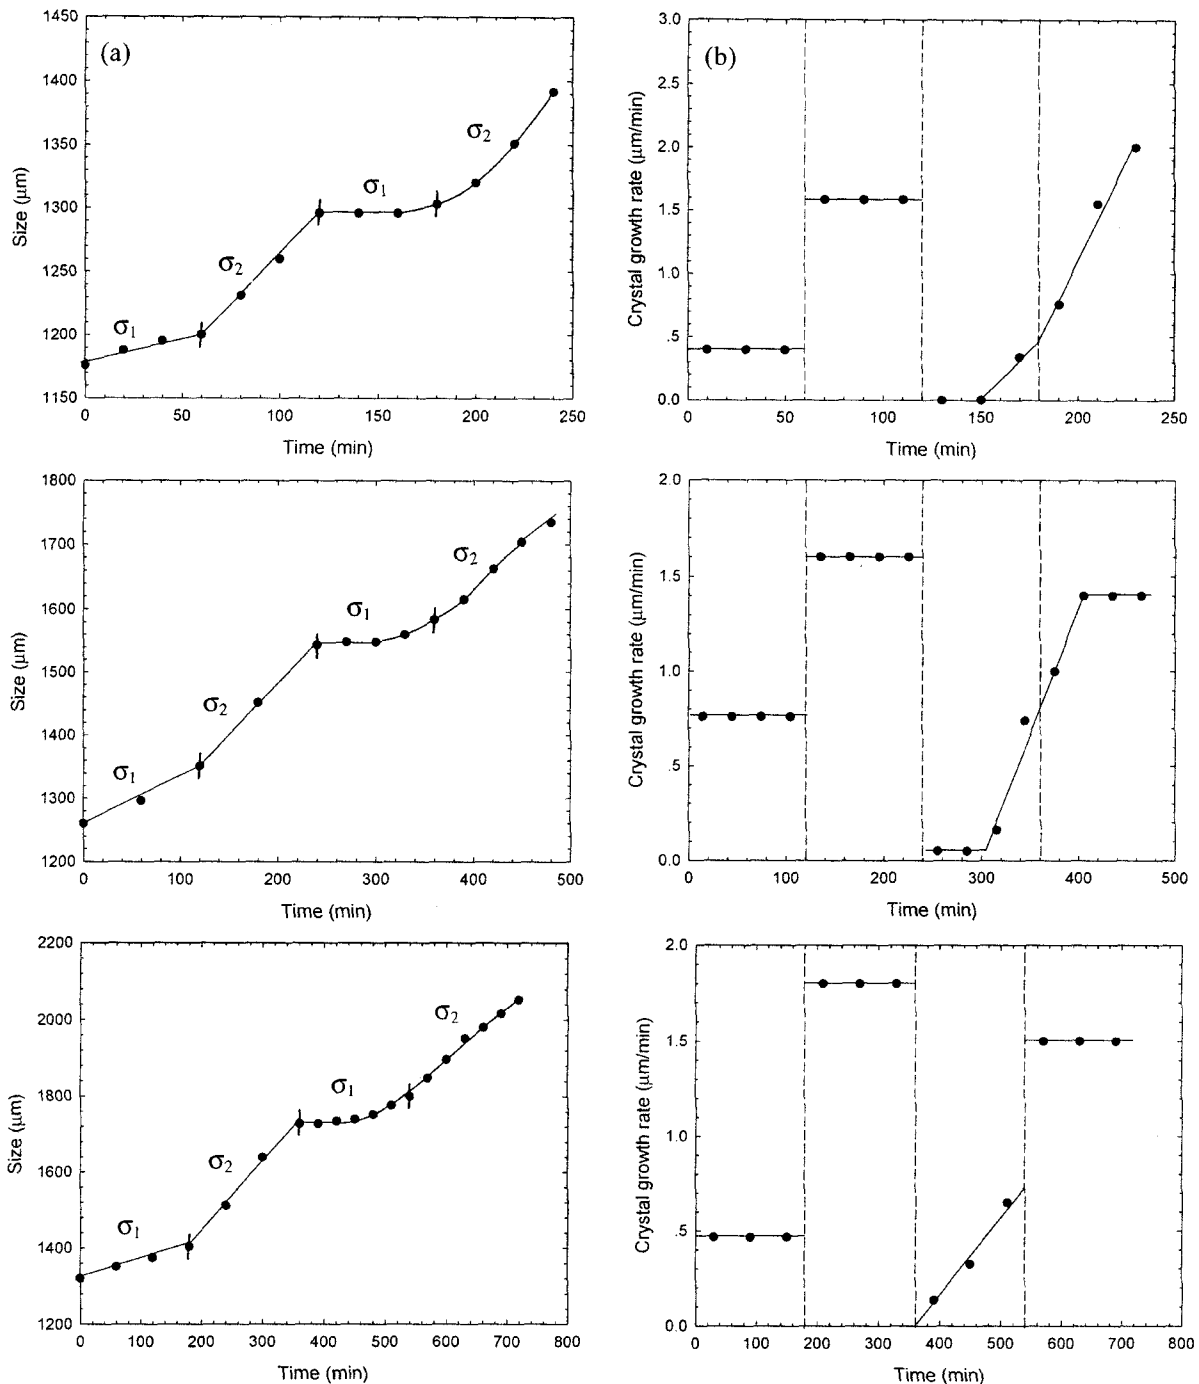 (a)
1450
1400
1350
1300
1250
1200
1150
Size (μm)
σ1
σ2
σ1
σ2
0 50 100 150 200 250
Time (min)
(b)
3.0
2.0
1.5
1.0
.5
0.0
Crystal growth rate (μm/min)
0 50 100 150 200 250
Time (min)
1800
1700
1600
1500
1400
1300
1200
Size (μm)
σ1
σ2
σ1
σ2
0 100 200 300 400 500
Time (min)
2.0
1.5
1.0
.5
0.0
Crystal growth rate (μm/min)
0 100 200 300 400 500
Time (min)
2200
2000
1800
1600
1400
1200
Size (μm)
σ1
σ2
σ1
σ2
0 100 200 300 400 500 600 700 800
Time (min)
2.0
1.5
1.0
.5
0.0
Crystal growth rate (μm/min)
0 100 200 300 400 500 600 700 800
Time (min)